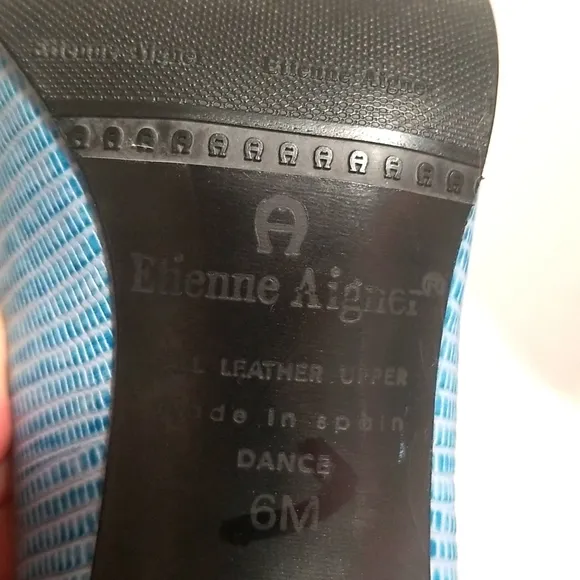 Etienne Aigner Etienne Aigner
A A A A A A A A A A A A
A
Etienne Aigner®
LEATHER UPPER
in spain
DANCE
6M